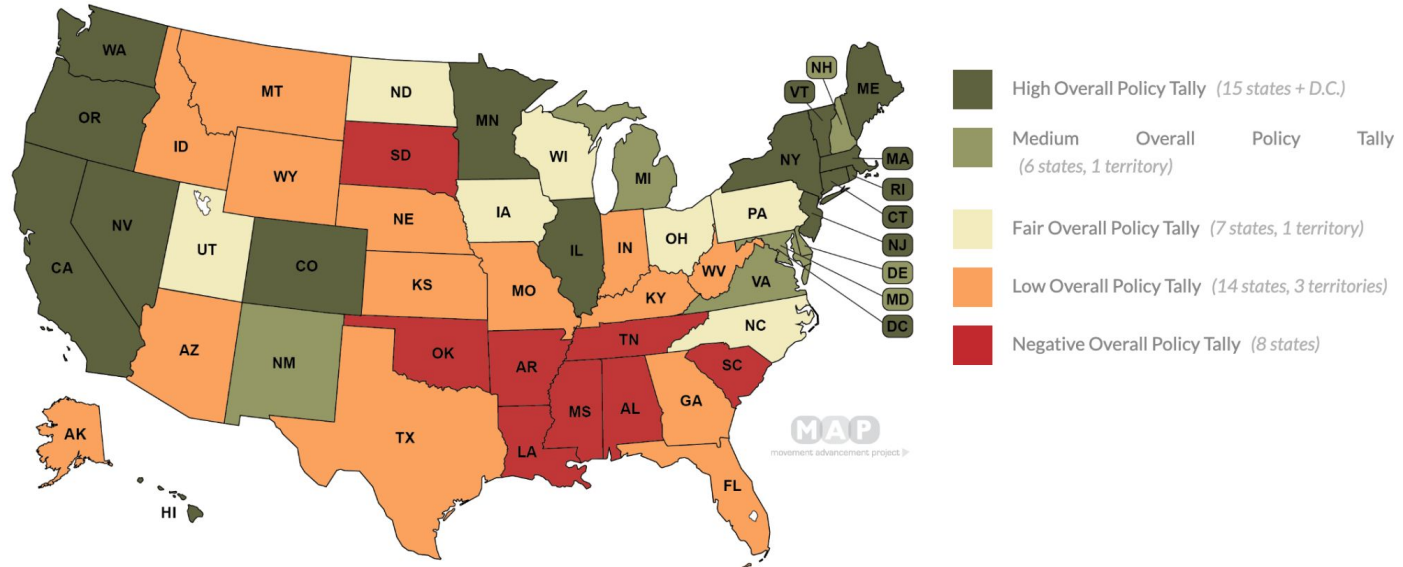 WA
OR
CA
NV
ID
MT
WY
UT
CO
AZ
NM
ND
SD
NE
KS
OK
TX
MN
IA
MO
AR
LA
WI
IL
MI
IN
OH
KY
TN
MS
AL
GA
FL
SC
NC
VA
WV
PA
NY
VT
NH
ME
MA
RI
CT
NJ
DE
MD
DC
AK
HI
MAP
movement advancement project
High Overall Policy Tally (15 states + D.C.)
Medium Overall Policy Tally
(6 states, 1 territory)
Fair Overall Policy Tally (7 states, 1 territory)
Low Overall Policy Tally (14 states, 3 territories)
Negative Overall Policy Tally (8 states)